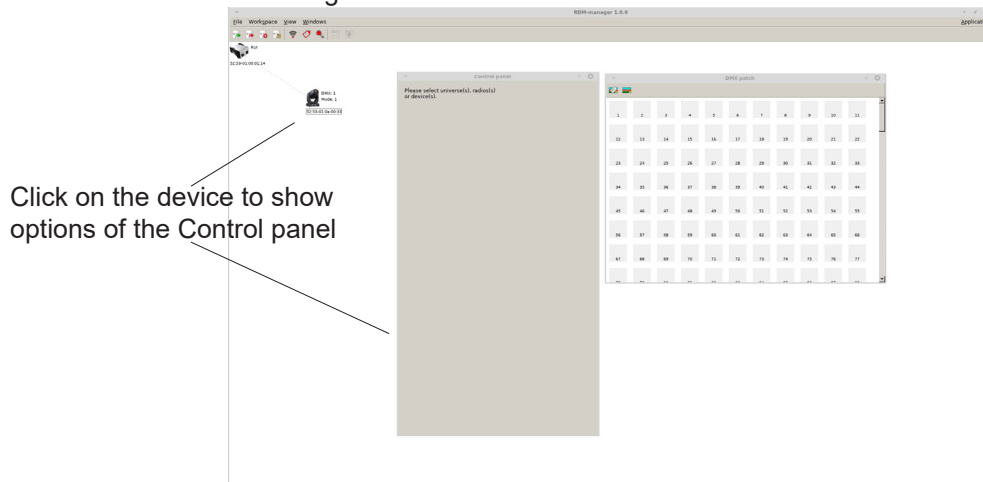 RDM-manager 1.0.6
File Workspace View Windows
Applicati
RUI
DMX: 1
Mode: 1
Control panel
Please select universe(s), radios(s)
or device(s).
DMX patch
1 2 3 4 5 6 7 8 9 10 11
12 13 14 15 16 17 18 19 20 21 22
23 24 25 26 27 28 29 30 31 32 33
34 35 36 37 38 39 40 41 42 43 44
45 46 47 48 49 50 51 52 53 54 55
56 57 58 59 60 61 62 63 64 65 66
67 68 69 70 71 72 73 74 75 76 77
Click on the device to show
options of the Control panel